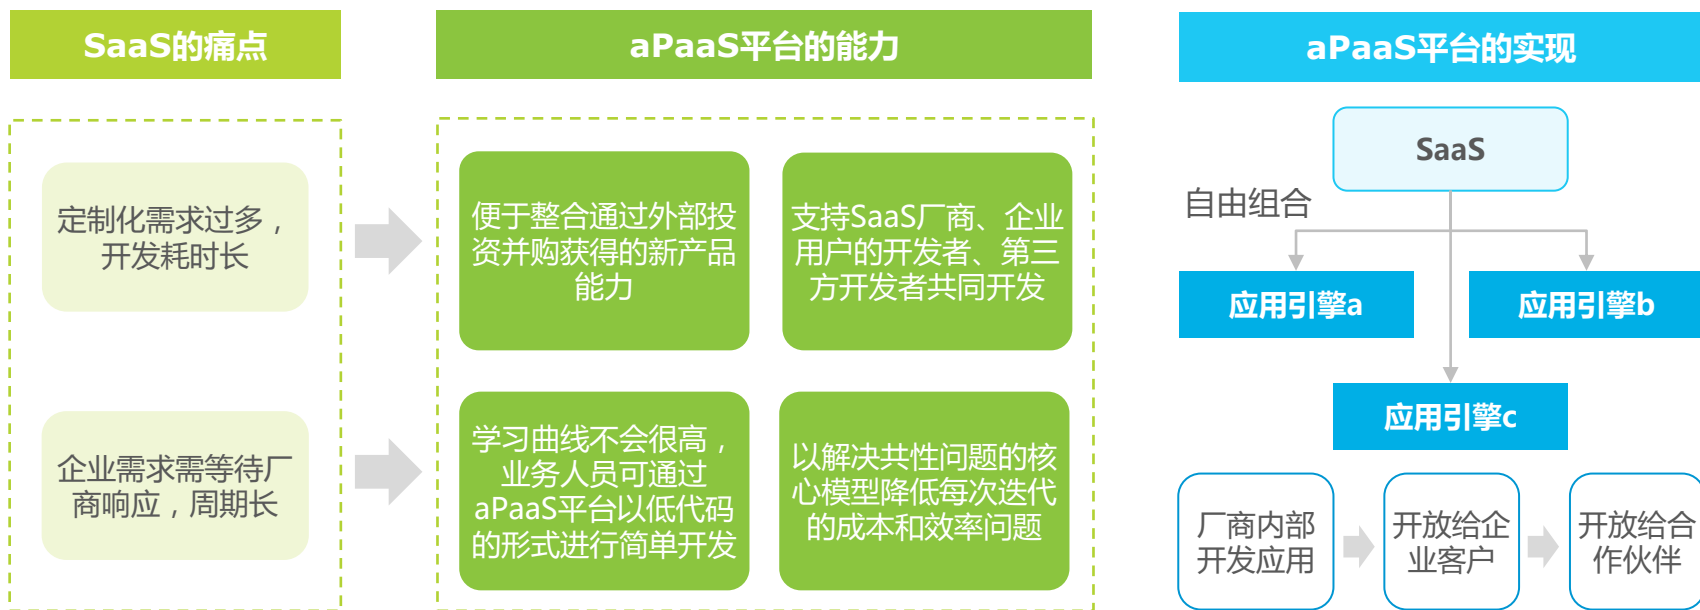 SaaS的痛点
定制化需求过多，
开发耗时长
企业需求需等待厂
商响应，周期长
aPaaS平台的能力
便于整合通过外部投
资并购获得的新产品
能力
支持SaaS厂商、企业
用户的开发者、第三
方开发者共同开发
学习曲线不会很高，
业务人员可通过
aPaaS平台以低代码
的形式进行简单开发
以解决共性问题的核
心模型降低每次迭代
的成本和效率问题
aPaaS平台的实现
SaaS
自由组合
应用引擎a
应用引擎b
应用引擎c
厂商内部
开发应用
开放给企
业客户
开放给合
作伙伴